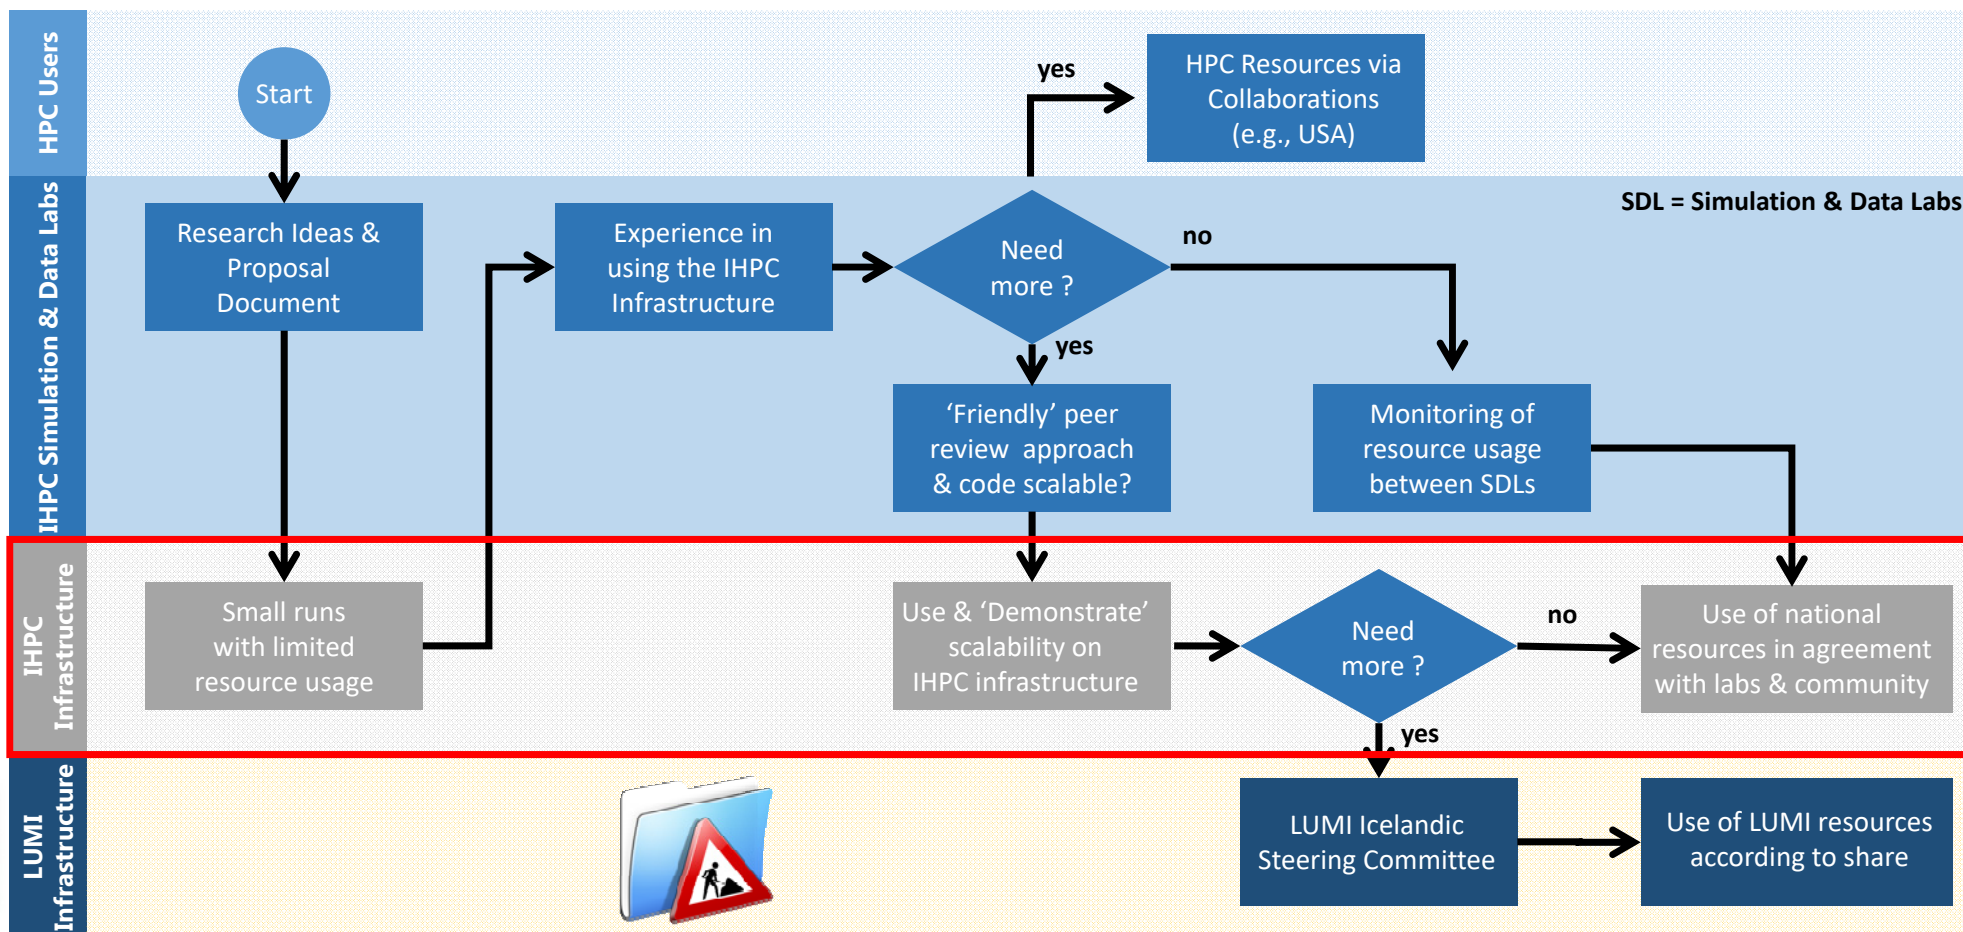 HPC Users
Start
yes
HPC Resources via
Collaborations
(e.g., USA)
IHPC Simulation & Data Labs
SDL = Simulation & Data Labs
Research Ideas &
Proposal
Document
Experience in
using the IHPC
Infrastructure
Need
more ?
no
yes
‘Friendly’ peer
review approach
& code scalable?
Monitoring of
resource usage
between SDLs
IHPC
Infrastructure
Small runs
with limited
resource usage
Use & ‘Demonstrate’
scalability on
IHPC infrastructure
Need
more ?
no
Use of national
resources in agreement
with labs & community
yes
LUMI
Infrastructure
LUMI Icelandic
Steering Committee
Use of LUMI resources
according to share